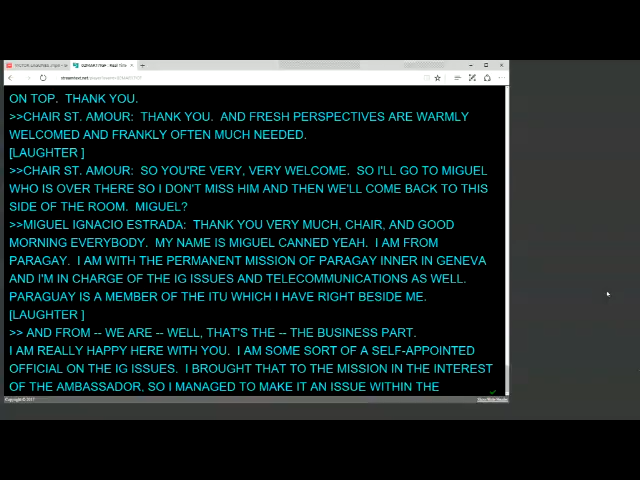 ON TOP.  THANK YOU.
>>CHAIR ST. AMOUR:  THANK YOU.  AND FRESH PERSPECTIVES ARE WARMLY
WELCOMED AND FRANKLY OFTEN MUCH NEEDED.
[LAUGHTER ]
>>CHAIR ST. AMOUR:  SO YOU'RE VERY, VERY WELCOME.  SO I'LL GO TO MIGUEL
WHO IS OVER THERE SO I DON'T MISS HIM AND THEN WE'LL COME BACK TO THIS
SIDE OF THE ROOM.  MIGUEL?
>>MIGUEL IGNACIO ESTRADA:  THANK YOU VERY MUCH, CHAIR, AND GOOD
MORNING EVERYBODY.  MY NAME IS MIGUEL CANNED YEAH.  I AM FROM
PARAGAY.  I AM WITH THE PERMANENT MISSION OF PARAGAY INNER IN GENEVA
AND I'M IN CHARGE OF THE IG ISSUES AND TELECOMMUNICATIONS AS WELL.
PARAGUAY IS A MEMBER OF THE ITU WHICH I HAVE RIGHT BESIDE ME.
[LAUGHTER ]
>> AND FROM -- WE ARE -- WELL, THAT'S THE -- THE BUSINESS PART.
I AM REALLY HAPPY HERE WITH YOU.  I AM SOME SORT OF A SELF-APPOINTED
OFFICIAL ON THE IG ISSUES.  I BROUGHT THAT TO THE MISSION IN THE INTEREST
OF THE AMBASSADOR, SO I MANAGED TO MAKE IT AN ISSUE WITHIN THE
Copyright © 2017